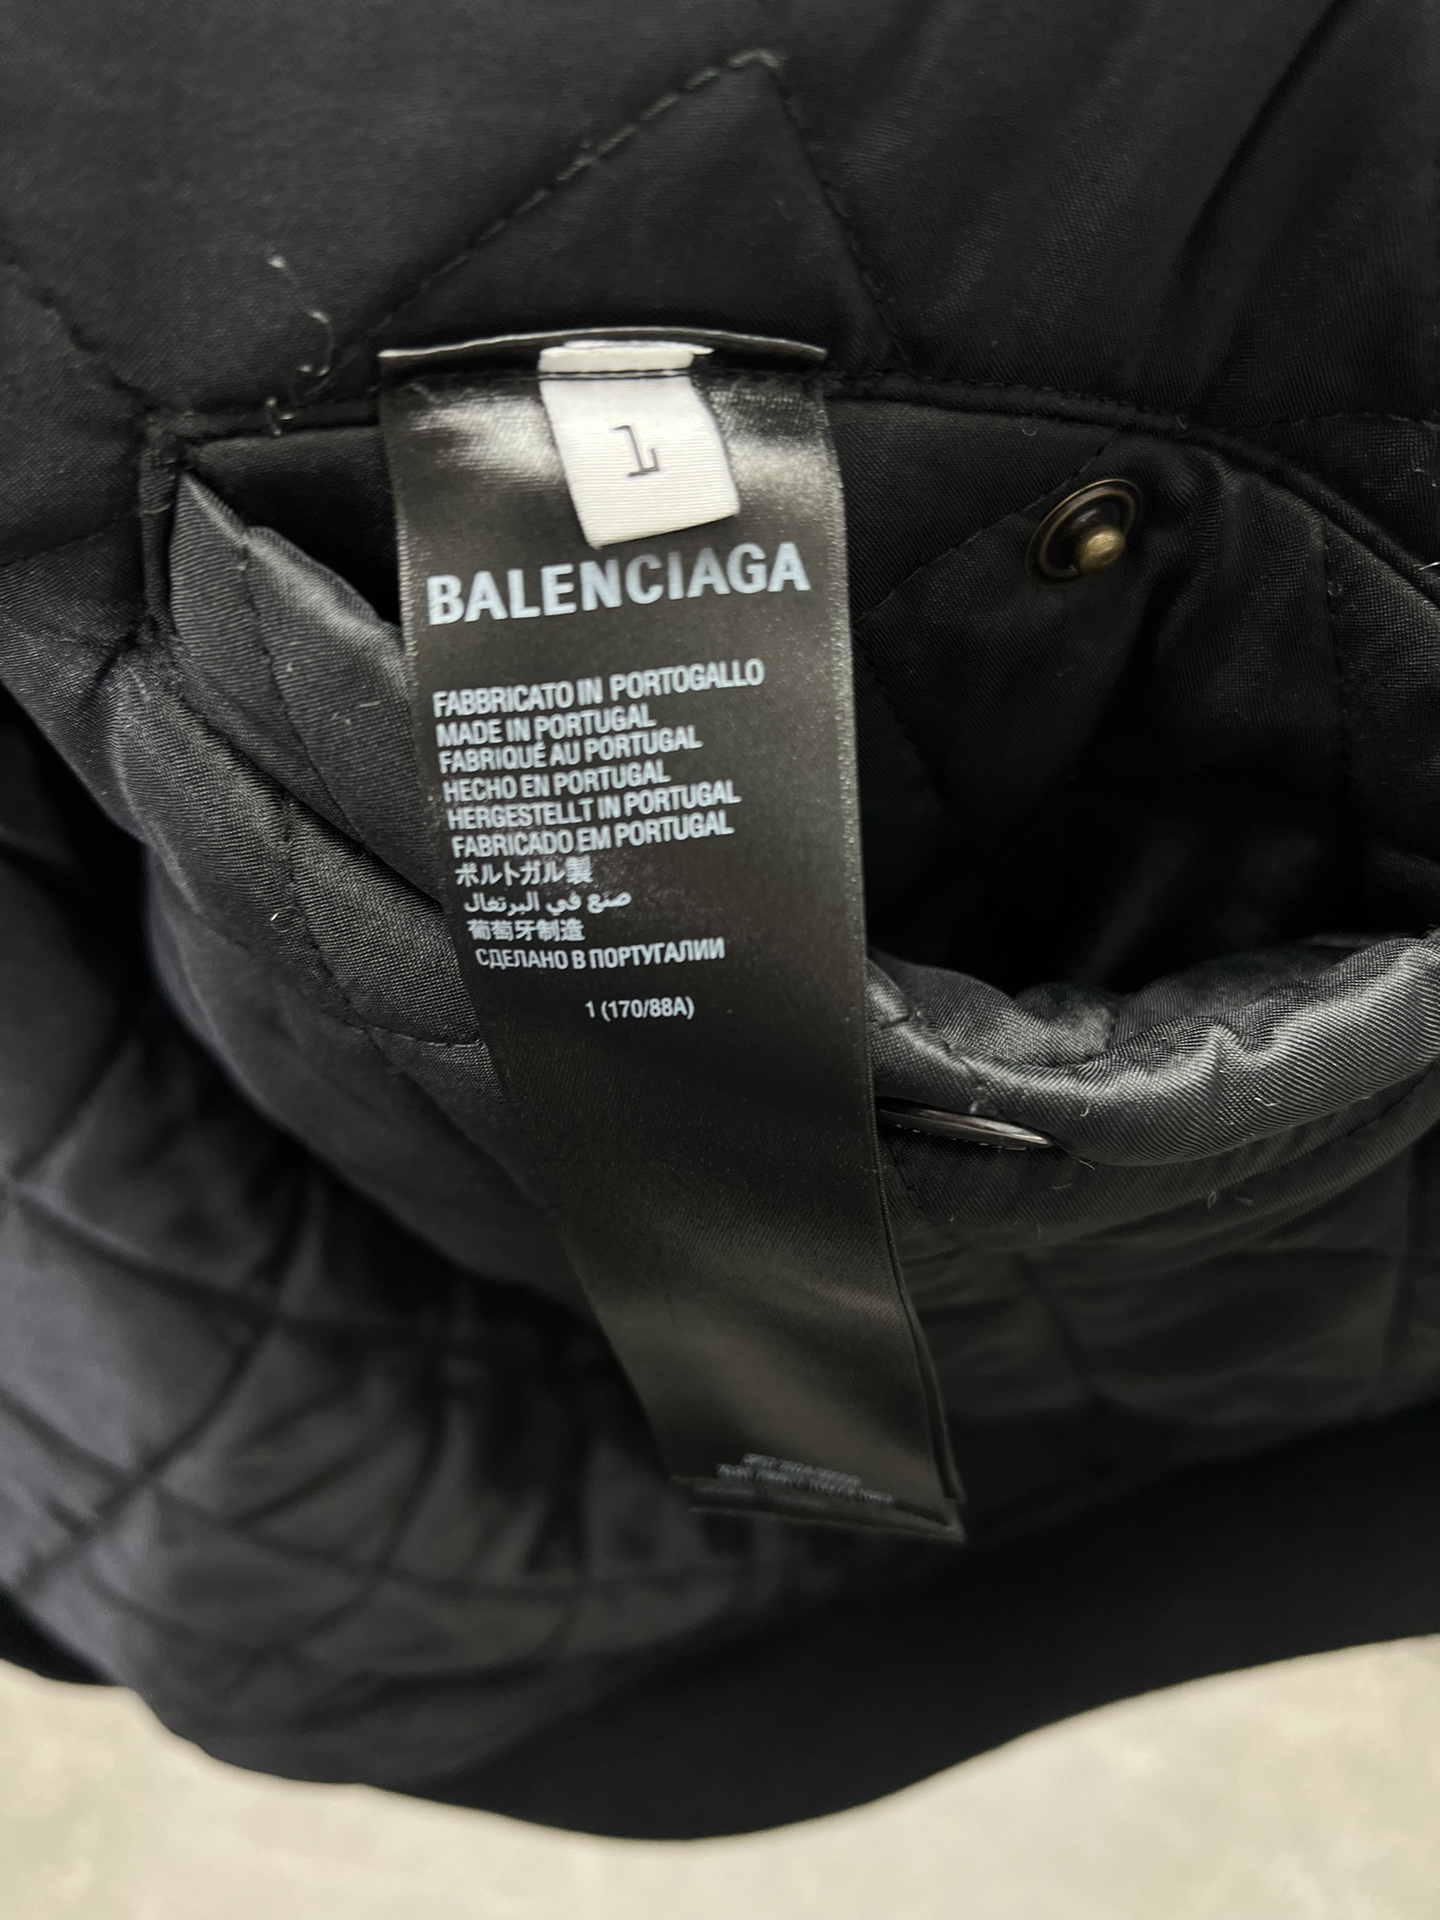 1
BALENCIAGA
FABBRICATO IN PORTOGALLO
MADE IN PORTUGAL
FABRIQUÉ AU PORTUGAL
HECHO EN PORTUGAL
HERGESTELLT IN PORTUGAL
FABRICADO EM PORTUGAL
ポルトガル製
صنع في البرتغال
葡萄牙制造
СДЕЛАНО В ПОРТУГАЛИИ
1 (170/88A)